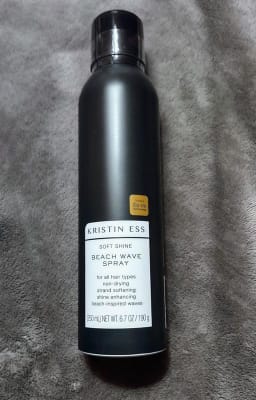 KRISTIN ESS
SOFT SHINE
BEACH WAVE
SPRAY
for all hair types
non-drying
strand softening
shine enhancing
beach inspired waves
250 mL| NET WT. 6.7 OZ / 190 g